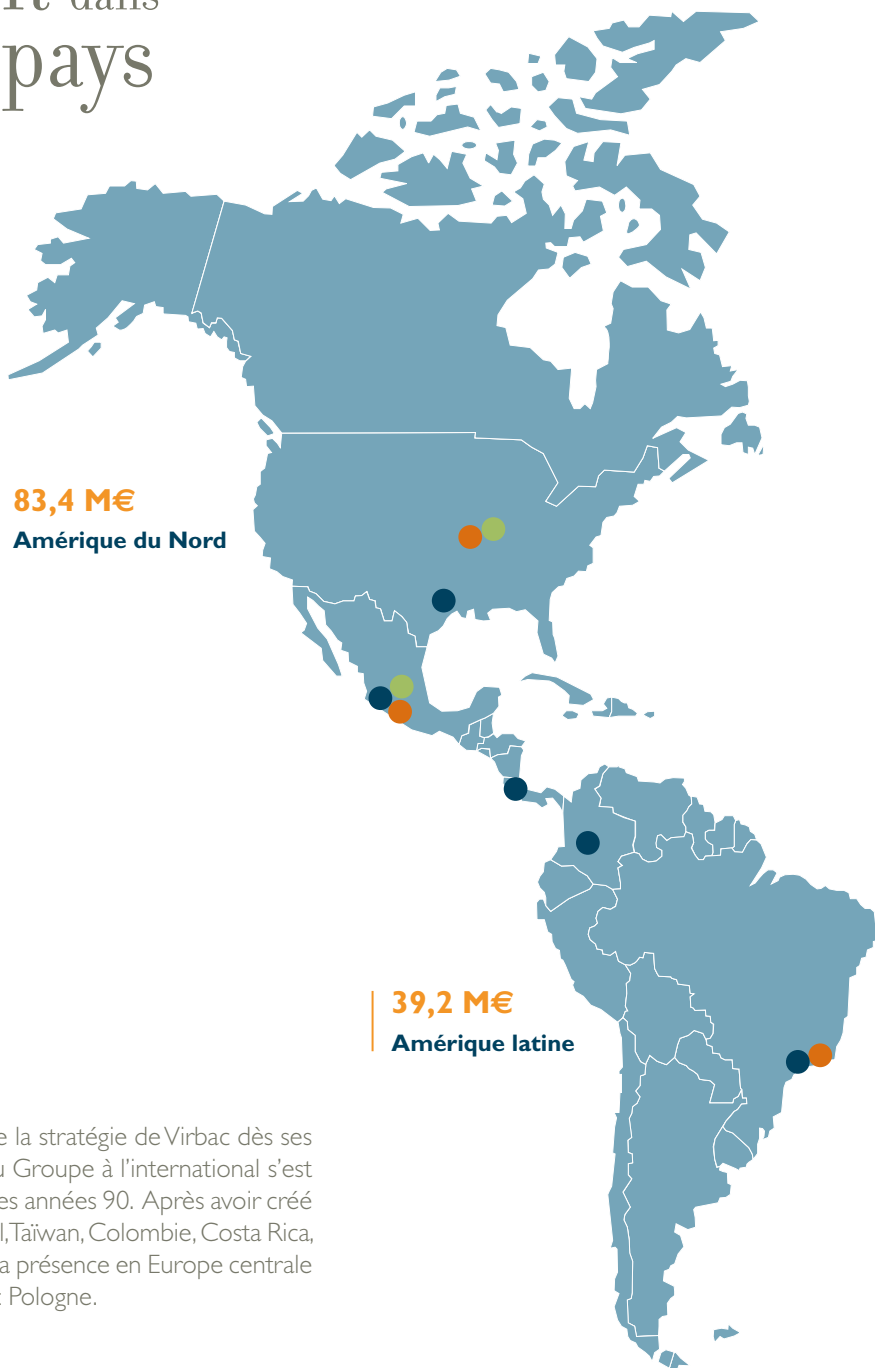 dans
pays
83,4 M€
Amérique du Nord
39,2 M€
Amérique latine
la stratégie de Virbac dès ses
Groupe à l'international s'est
années 90. Après avoir créé
Taïwan, Colombie, Costa Rica,
présence en Europe centrale
Pologne.